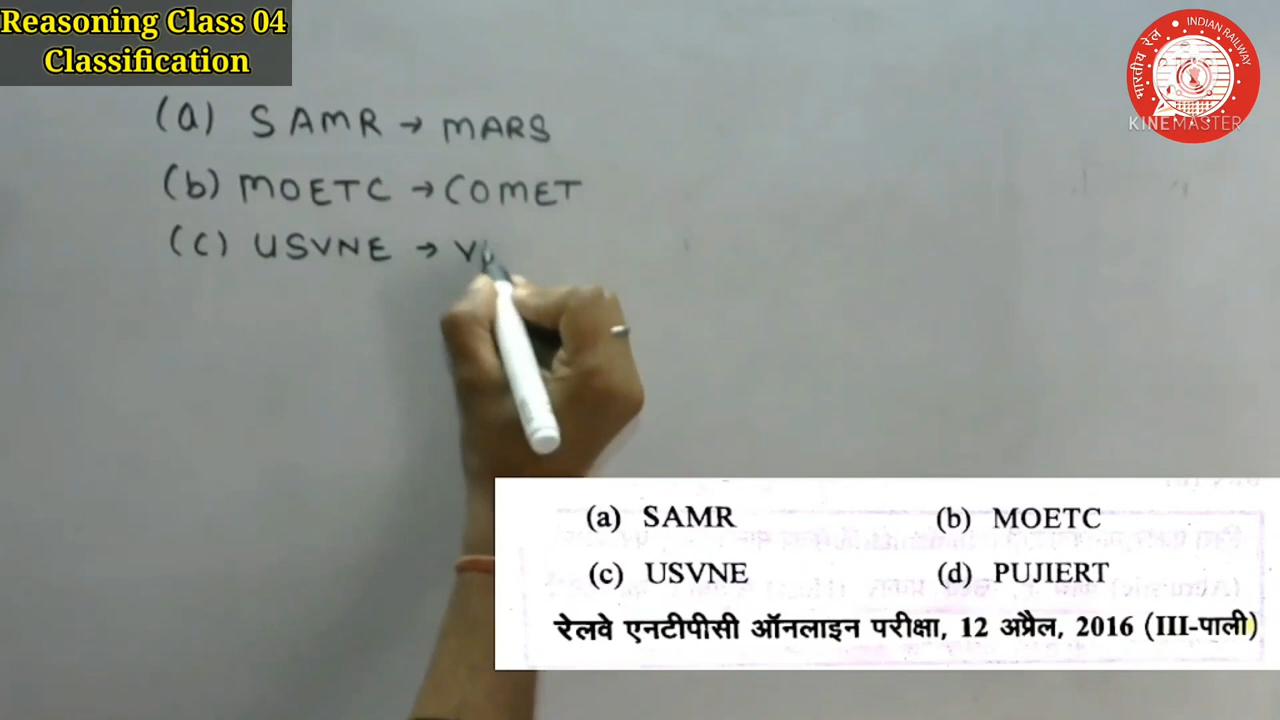 Reasoning Class 04
Classification
भारतीय रेल INDIAN RAILWAY
KINEMASTER
(a) SAMR → MARS
(b) MOETC → COMET
(c) USVNE → V
(a) SAMR (b) MOETC
(c) USVNE (d) PUJIERT
रेलवे एनटीपीसी ऑनलाइन परीक्षा, 12 अप्रैल, 2016 (III-पाली)